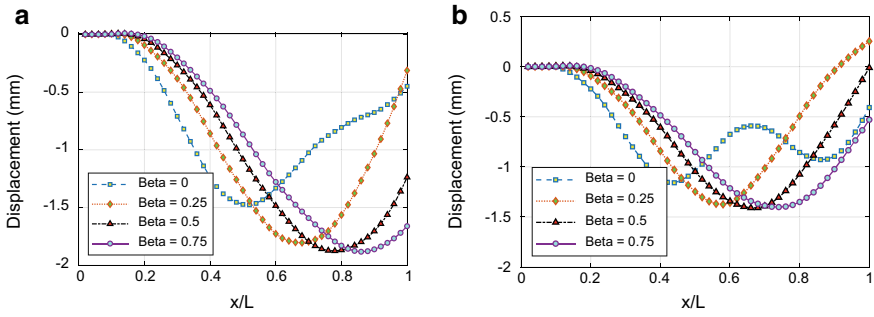 a
0
-0.5
-1
-1.5
-2
0
0.2
0.4
0.6
0.8
1
Displacement (mm)
x/L
Beta = 0
Beta = 0.25
Beta = 0.5
Beta = 0.75
b
0.5
0
-0.5
-1
-1.5
-2
0
0.2
0.4
0.6
0.8
1
Displacement (mm)
x/L
Beta = 0
Beta = 0.25
Beta = 0.5
Beta = 0.75